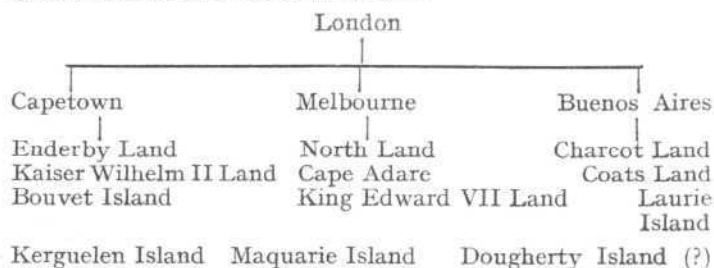 London
Capetown Melbourne Buenos Aires
Enderby Land North Land Charcot Land
Kaiser Wilhelm II Land Cape Adare Coats Land
Bouvet Island King Edward VII Land Laurie
Island
Kerguelen Island Maquarie Island Dougherty Island (?)